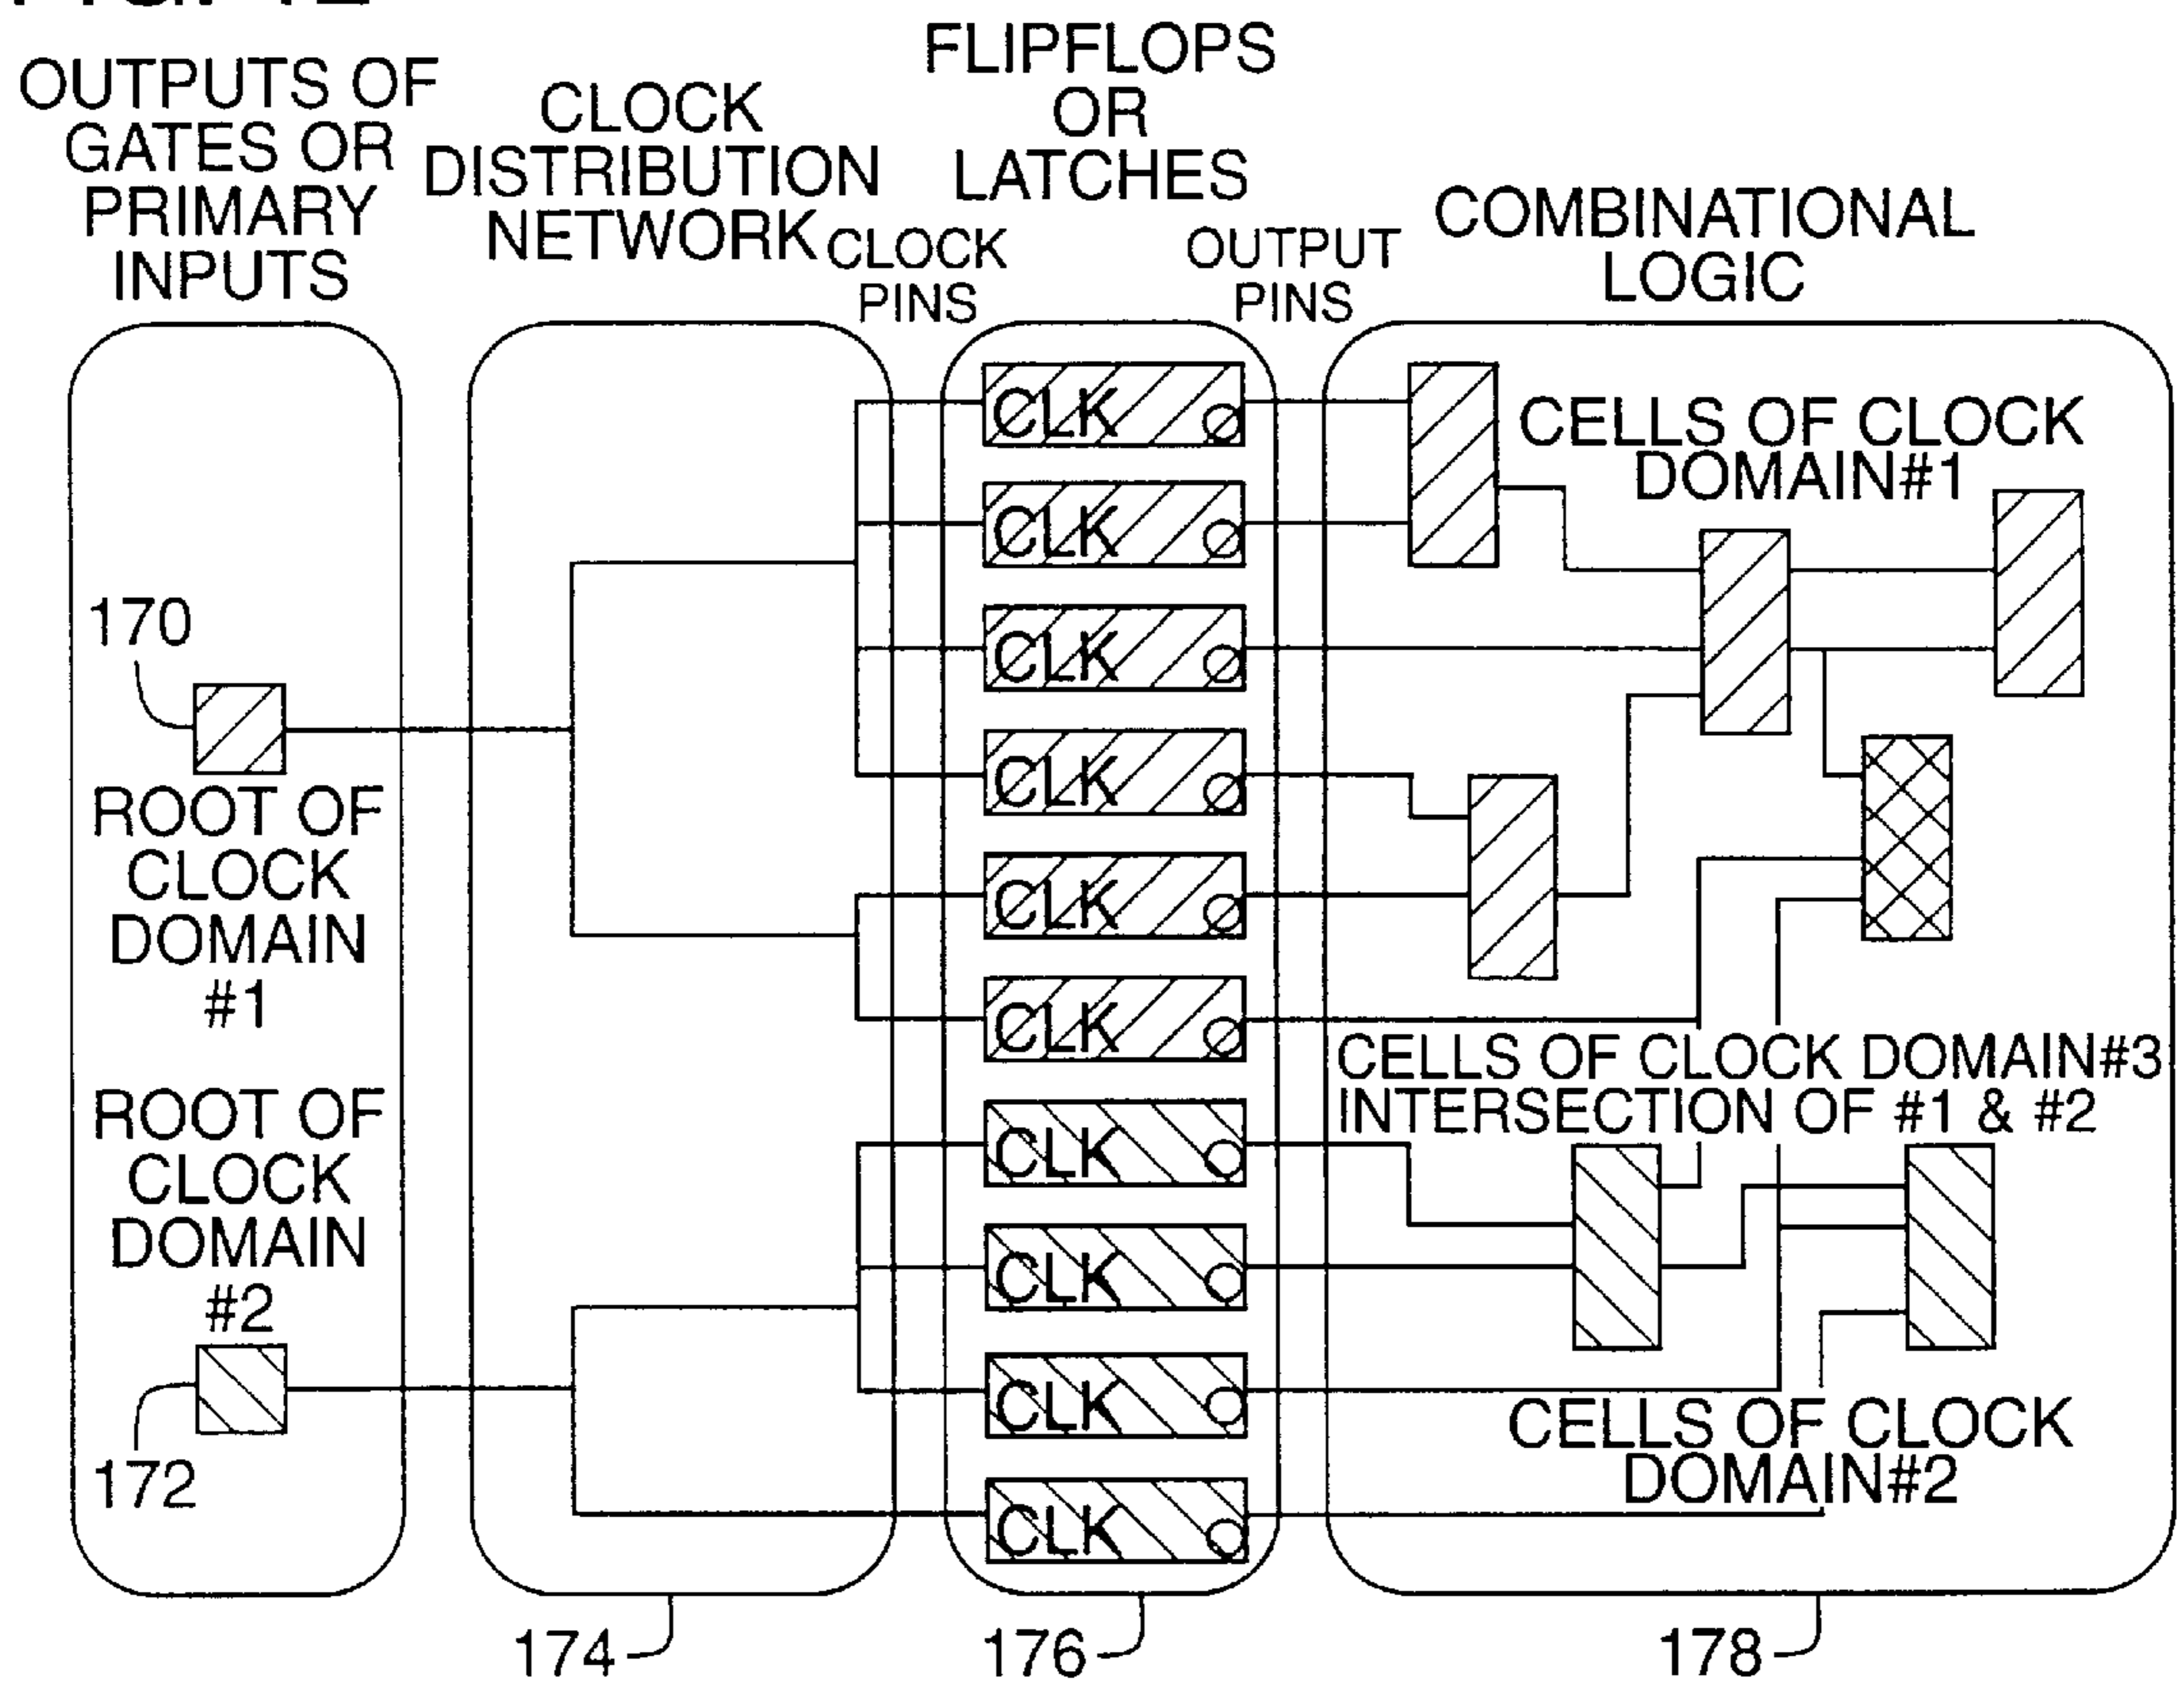 OUTPUTS OF
GATES OR
PRIMARY
INPUTS
CLOCK
DISTRIBUTION
NETWORK
FLIPFLOPS
OR
LATCHES
CLOCK
PINS
OUTPUT
PINS
COMBINATIONAL
LOGIC
CLK
CLK
CLK
CLK
CLK
CLK
CLK
CLK
CLK
CLK
170
ROOT OF
CLOCK
DOMAIN
#1
ROOT OF
CLOCK
DOMAIN
#2
172
CELLS OF CLOCK
DOMAIN#1
CELLS OF CLOCK DOMAIN#3
INTERSECTION OF #1 & #2
CELLS OF CLOCK
DOMAIN#2
174
176
178